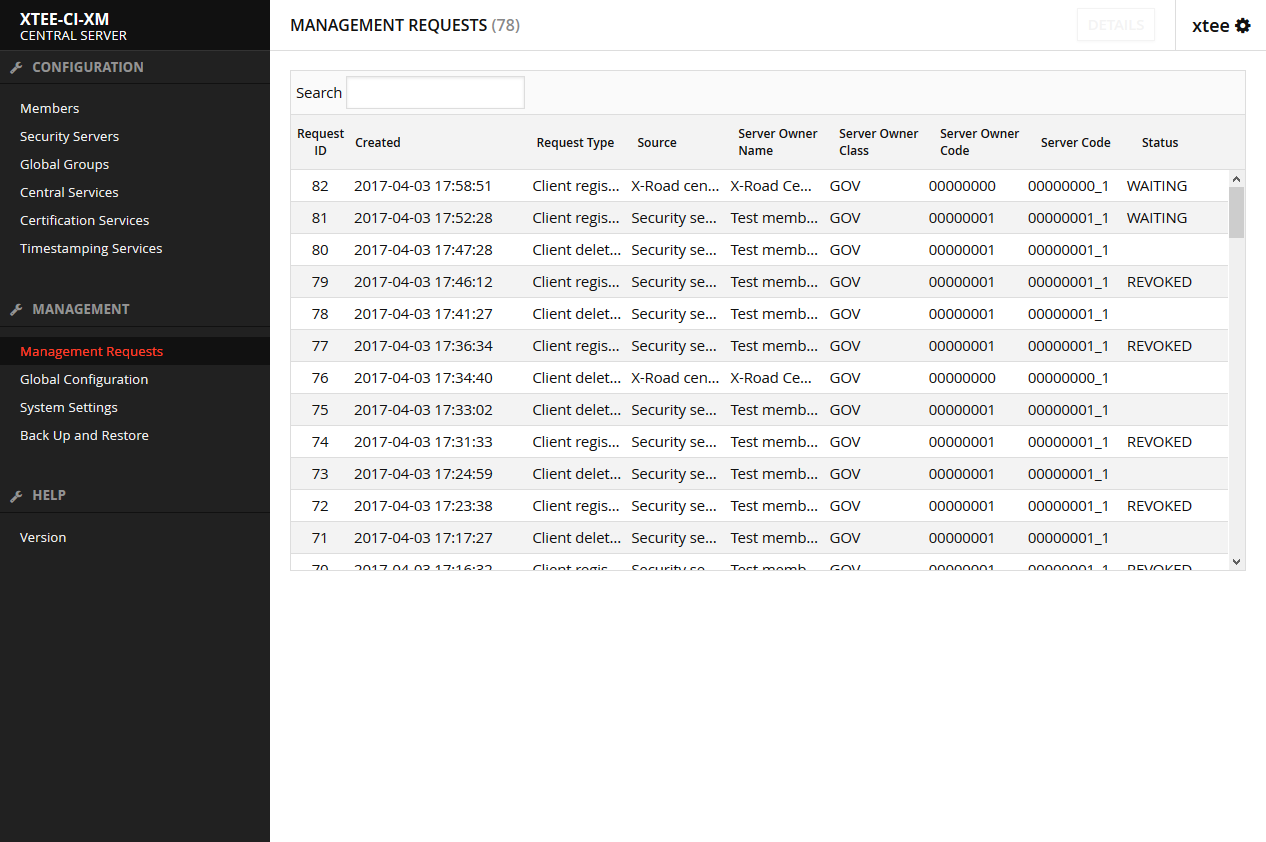 XTEE-CI-XM
CENTRAL SERVER
CONFIGURATION
Members
Security Servers
Global Groups
Central Services
Certification Services
Timestamping Services
MANAGEMENT
Management Requests
Global Configuration
System Settings
Back Up and Restore
HELP
Version
MANAGEMENT REQUESTS (78)
DETAILS
xtee
Search
Request ID Created Request Type Source Server Owner Name Server Owner Class Server Owner Code Server Code Status
82 2017-04-03 17:58:51 Client regis... X-Road cen... X-Road Ce... GOV 00000000 00000000_1 WAITING
81 2017-04-03 17:52:28 Client regis... Security se... Test memb... GOV 00000001 00000001_1 WAITING
80 2017-04-03 17:47:28 Client delet... Security se... Test memb... GOV 00000001 00000001_1
79 2017-04-03 17:46:12 Client regis... Security se... Test memb... GOV 00000001 00000001_1 REVOKED
78 2017-04-03 17:41:27 Client delet... Security se... Test memb... GOV 00000001 00000001_1
77 2017-04-03 17:36:34 Client regis... Security se... Test memb... GOV 00000001 00000001_1 REVOKED
76 2017-04-03 17:34:40 Client delet... X-Road cen... X-Road Ce... GOV 00000000 00000000_1
75 2017-04-03 17:33:02 Client delet... Security se... Test memb... GOV 00000001 00000001_1
74 2017-04-03 17:31:33 Client regis... Security se... Test memb... GOV 00000001 00000001_1 REVOKED
73 2017-04-03 17:24:59 Client delet... Security se... Test memb... GOV 00000001 00000001_1
72 2017-04-03 17:23:38 Client regis... Security se... Test memb... GOV 00000001 00000001_1 REVOKED
71 2017-04-03 17:17:27 Client delet... Security se... Test memb... GOV 00000001 00000001_1
70 2017-04-03 17:16:32 Client regis... Security se... Test memb... GOV 00000001 00000001_1 REVOKED